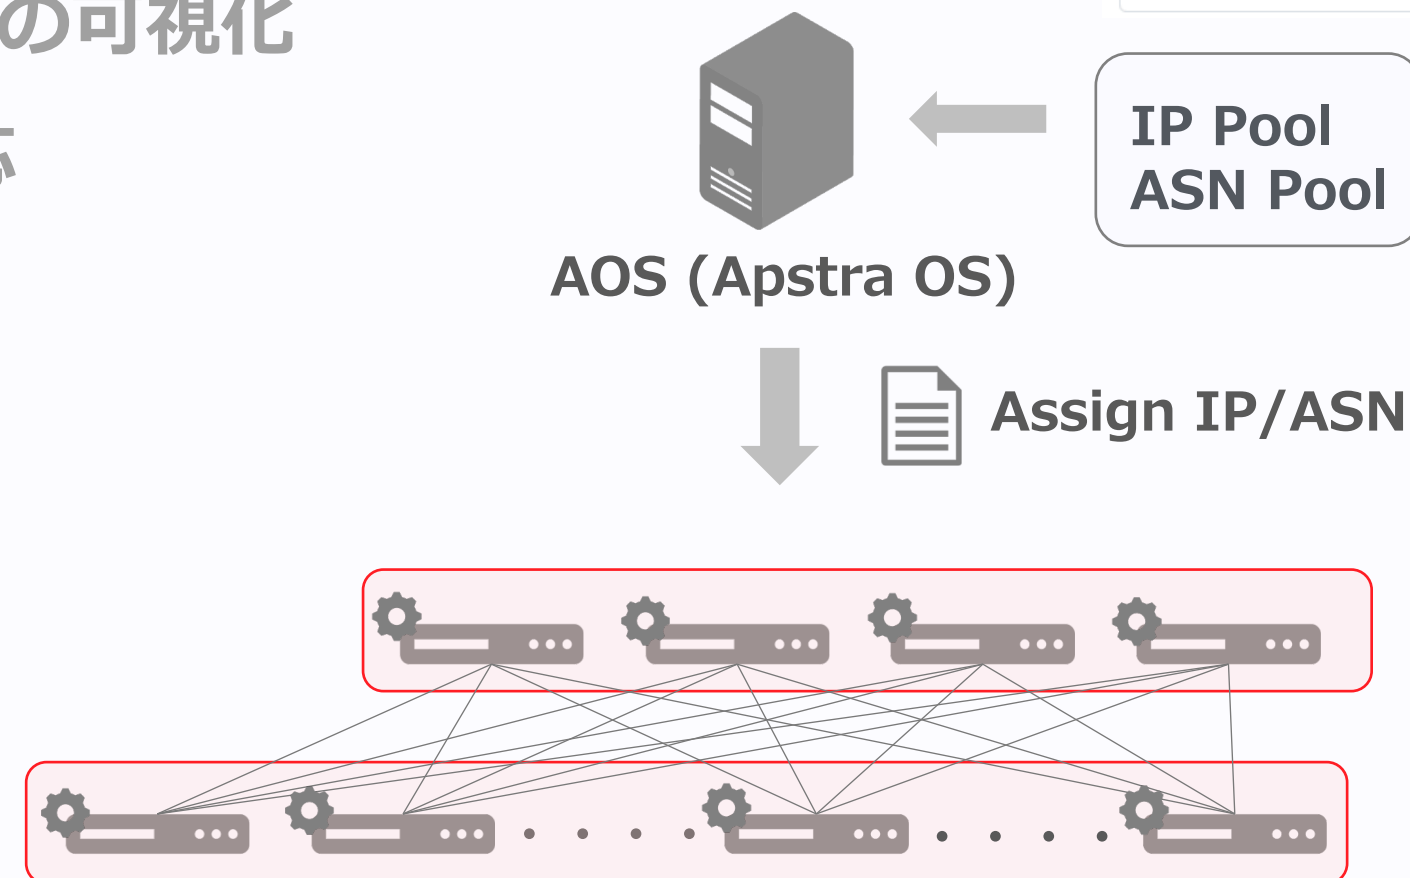 の可視化
IP Pool
ASN Pool
AOS (Apstra OS)
Assign IP/ASN